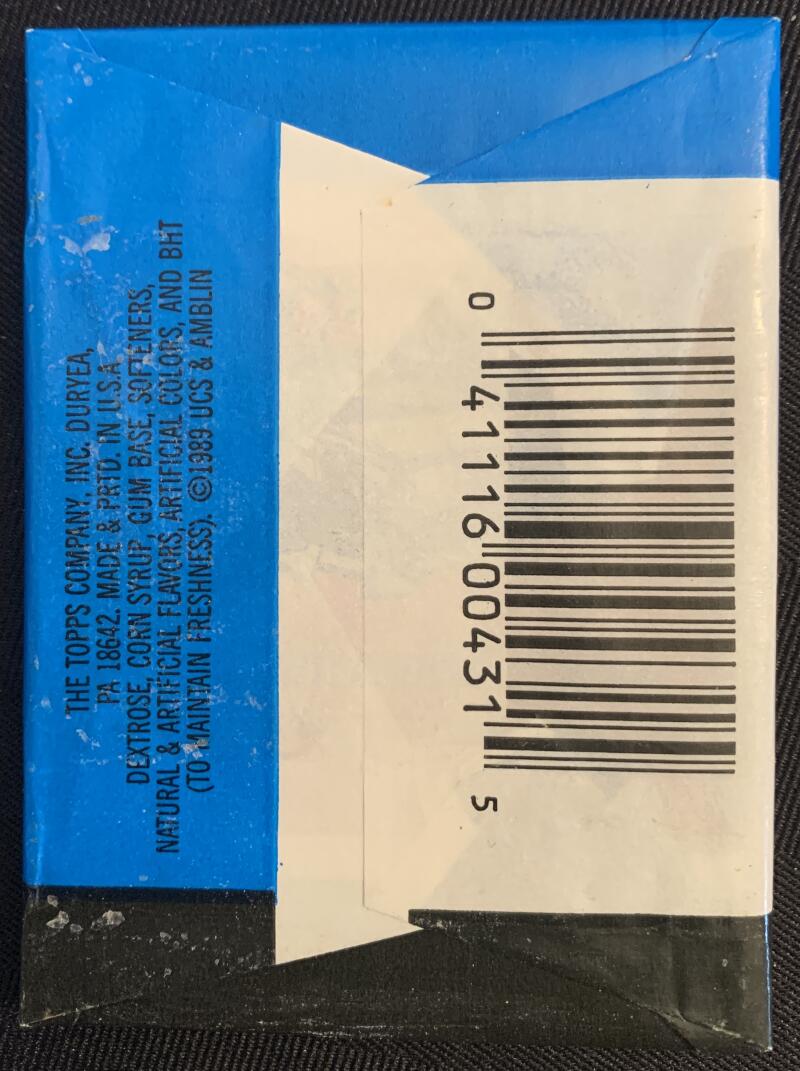 THE TOPPS COMPANY, INC. DURYEA,
PA 18642. MADE & PRTD. IN U.S.A.
DEXTROSE, CORN SYRUP, GUM BASE, SOFTENERS,
NATURAL & ARTIFICIAL FLAVORS, ARTIFICIAL COLORS, AND BHT
(TO MAINTAIN FRESHNESS). ©1989 UCS & AMBLIN
0 41116 00431 5